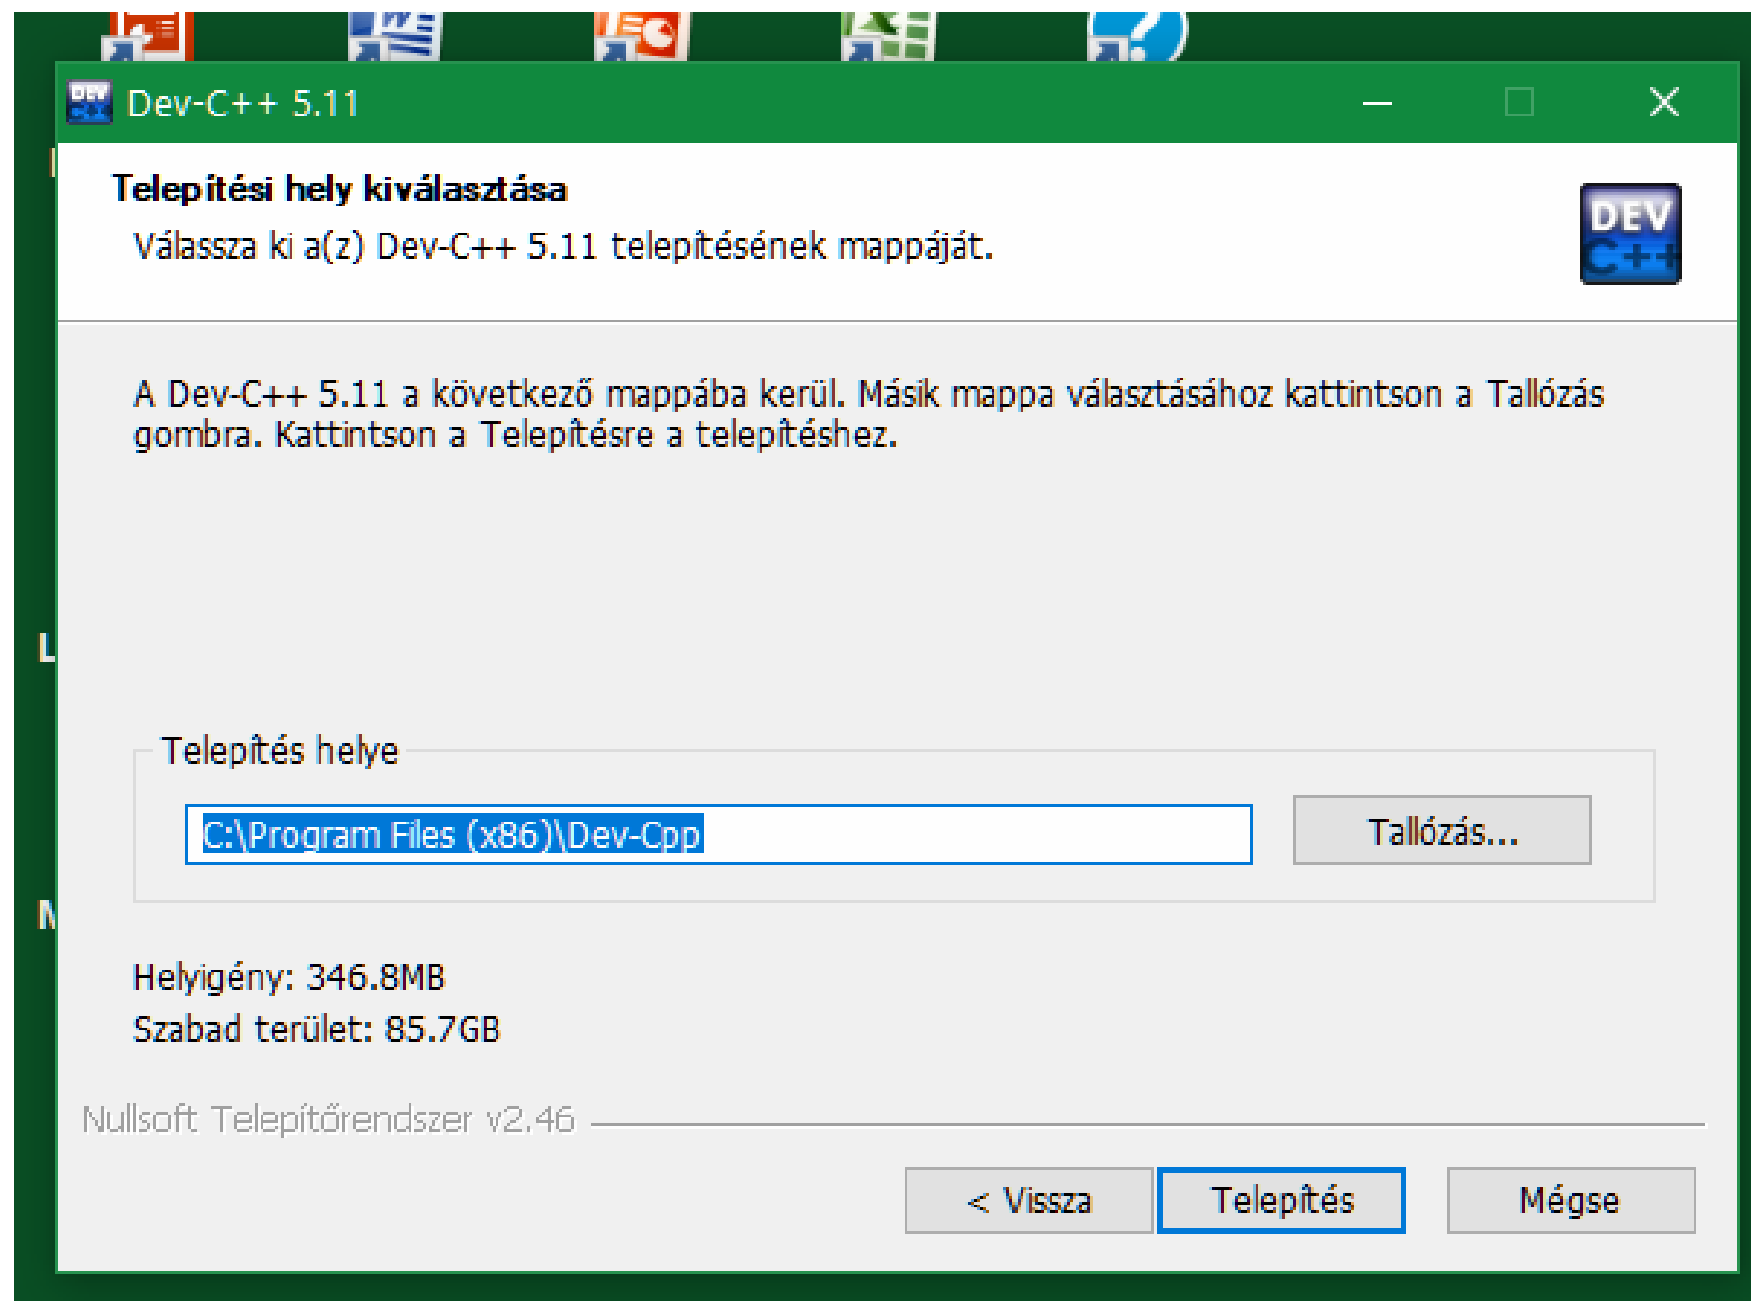 Dev-C++ 5.11
Telepítési hely kiválasztása
Válassza ki a(z) Dev-C++ 5.11 telepítésének mappáját.
DEV
C++
A Dev-C++ 5.11 a következő mappába kerül. Másik mappa választásához kattintson a Tallózás
gombra. Kattintson a Telepítésre a telepítéshez.
Telepítés helye
C:\Program Files (x86)\Dev-Cpp
Tallózás...
Helyigény: 346.8MB
Szabad terület: 85.7GB
Nullsoft Telepítőrendszer v2.46
< Vissza
Telepítés
Mégse